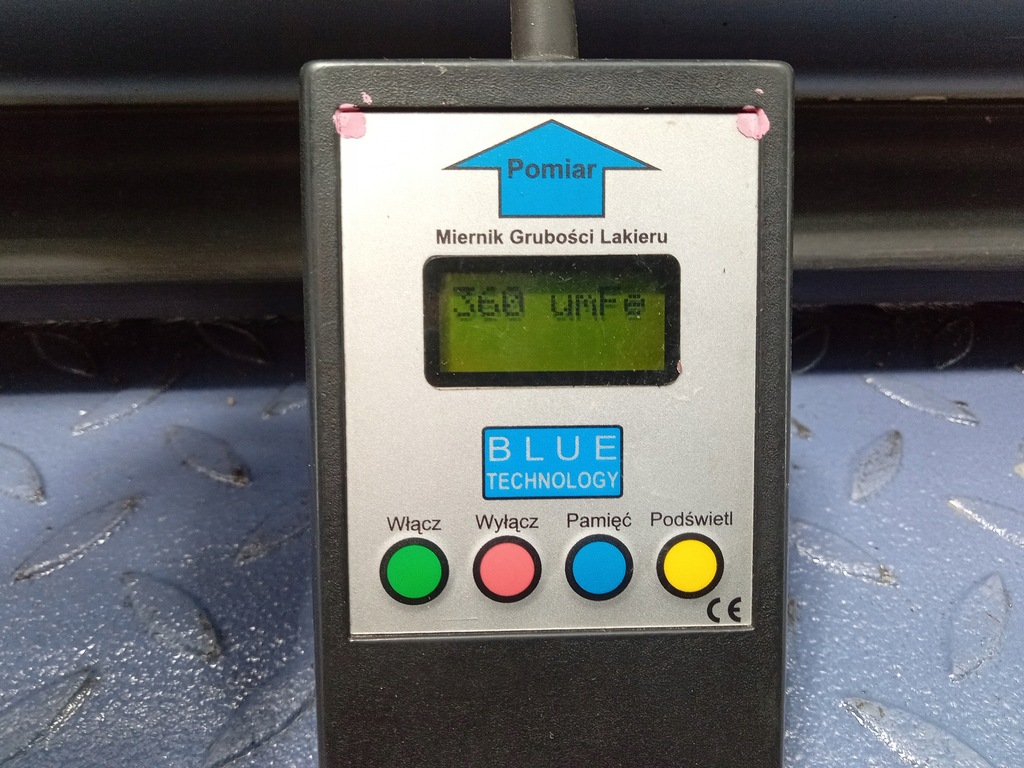 Pomiar
Miernik Grubości Lakieru
360 umFe
BLUE
TECHNOLOGY
Włącz Wyłącz Pamięć Podświetl
CE